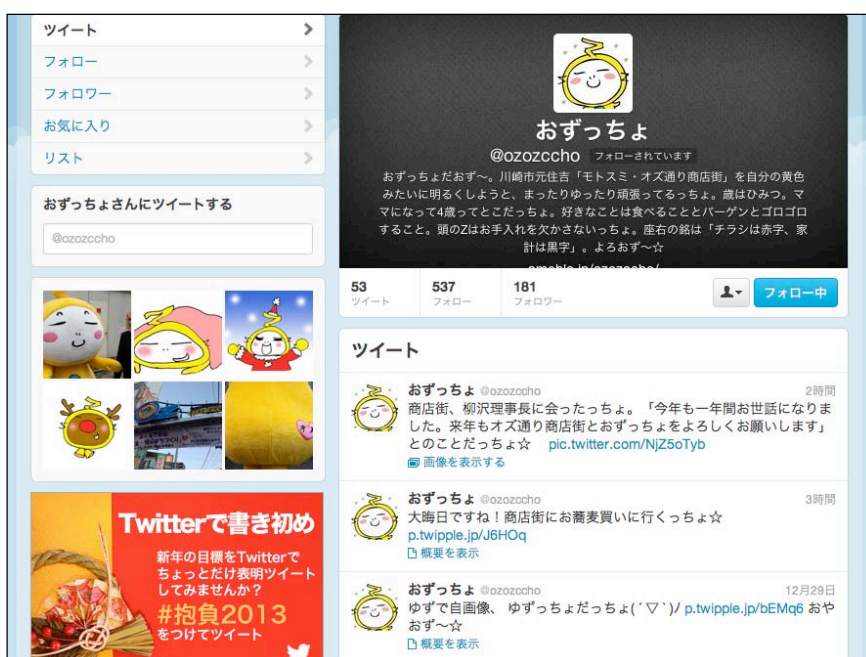 ツイート
フォロー
フォロワー
お気に入り
リスト
おずっちょさんにツイートする
@ozozccho
Twitterで書き初め
新年の目標をTwitterで
ちょっとだけ表明ツイート
してみませんか？
#抱負2013
をつけてツイート
おずっちょ
@ozozccho フォローされています
おずっちょだおず〜。川崎市元住吉「モトスミ・オズ通り商店街」を自分の黄色
みたいに明るくしようと、まったりゆったり頑張ってるっちょ。歳はひみつ。マ
マになって4歳ってとこだっちょ。好きなことは食べることとバーゲンとゴロゴロ
すること。頭のZはお手入れを欠かさないっちょ。座右の銘は「チラシは赤字、家
計は黒字」。よろおず〜☆
53 537 181
ツイート フォロー フォロワー
フォロー中
ツイート
おずっちょ @ozozccho 2時間
商店街、柳沢理事長に会ったっちょ。「今年も一年間お世話になりま
した。来年もオズ通り商店街とおずっちょをよろしくお願いします」
とのことだっちょ☆ pic.twitter.com/NjZ5oTyb
画像を表示する
おずっちょ @ozozccho 3時間
大晦日ですね！商店街にお蕎麦買いに行くっちょ☆
p.twipple.jp/J6HOq
概要を表示
おずっちょ @ozozccho 12月29日
ゆずで自画像、 ゆずっちょだっちょ(´▽`)ﾉ p.twipple.jp/bEMq6 おや
おず〜☆
概要を表示